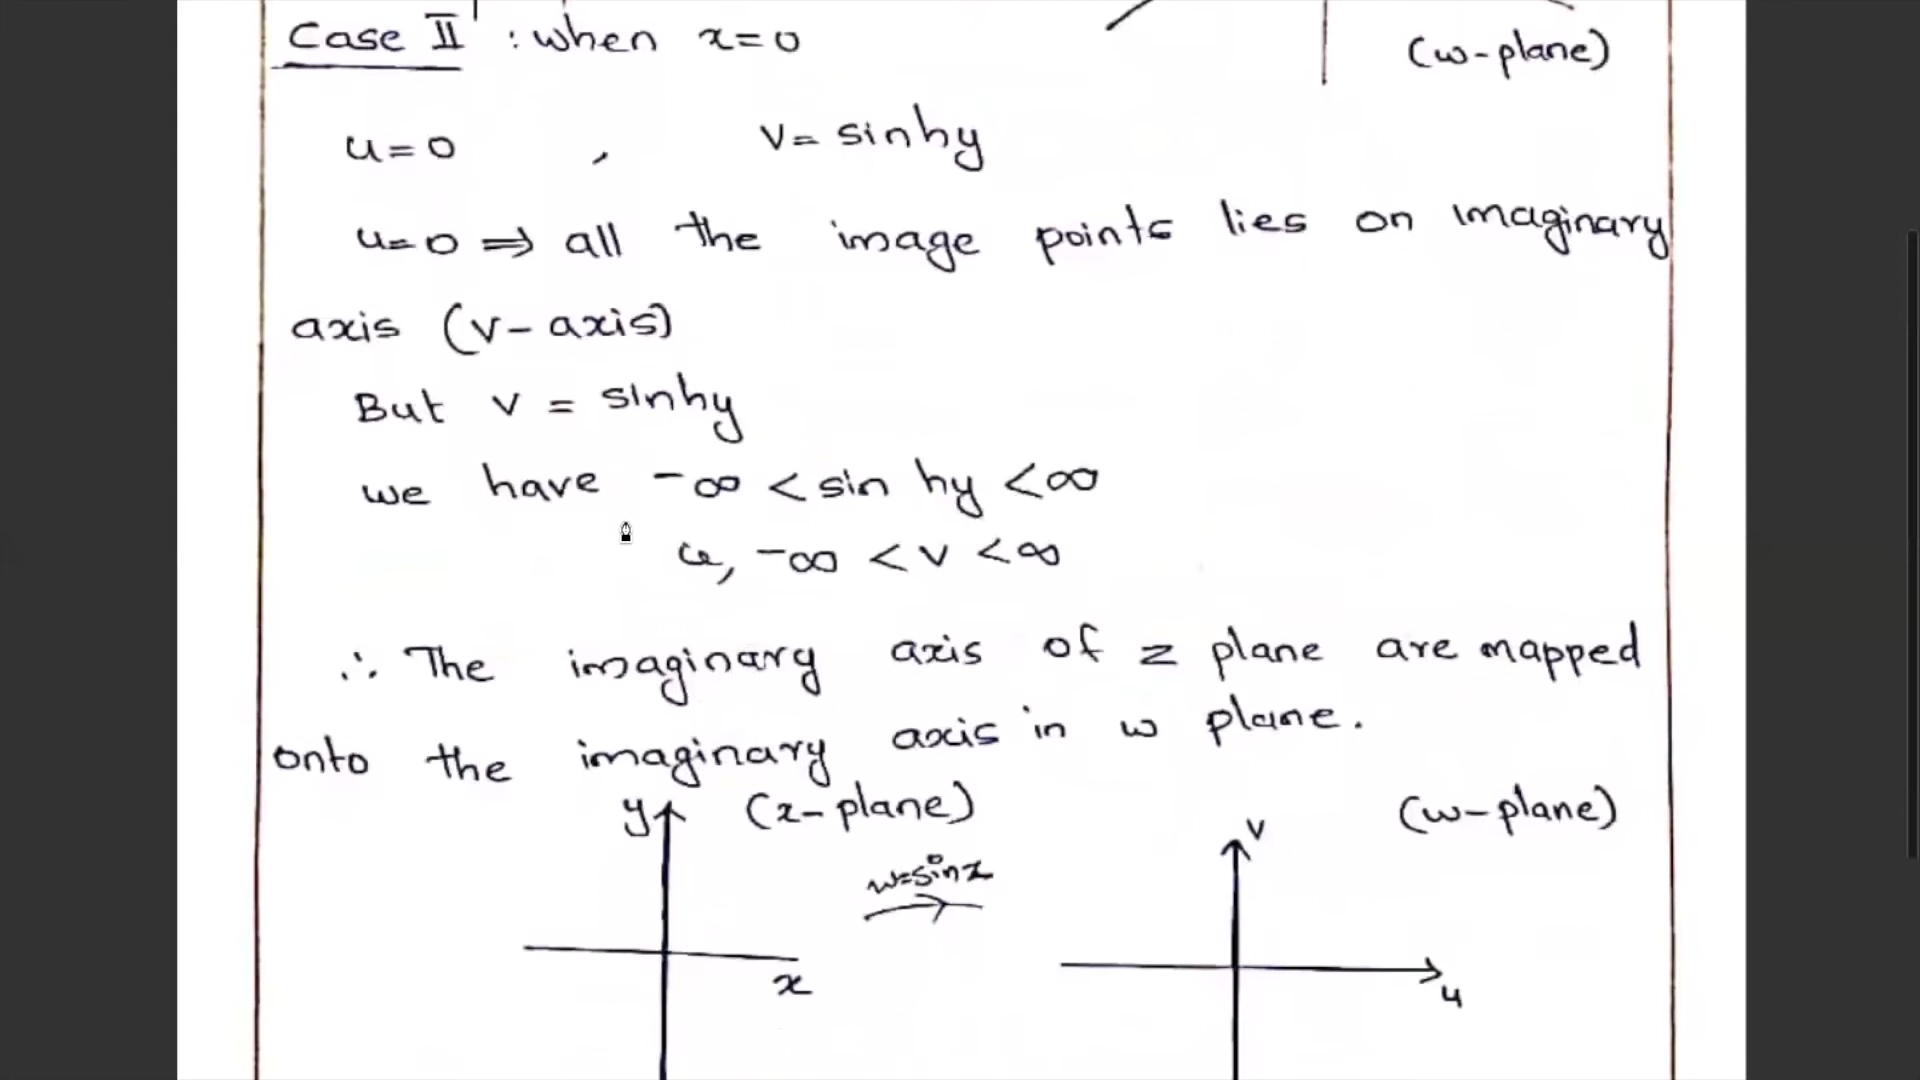 Case II : when x=0
(w-plane)
u=0 , v= sinhy
u=0 ⇒ all the image points lies on imaginary
axis (v-axis)
But v = sinhy
we have -∞ < sin hy < ∞
ie, -∞ < v < ∞
∴ The imaginary axis of z plane are mapped
onto the imaginary axis in w plane.
y (z-plane)
w=sinz
x
(w-plane)
v
u